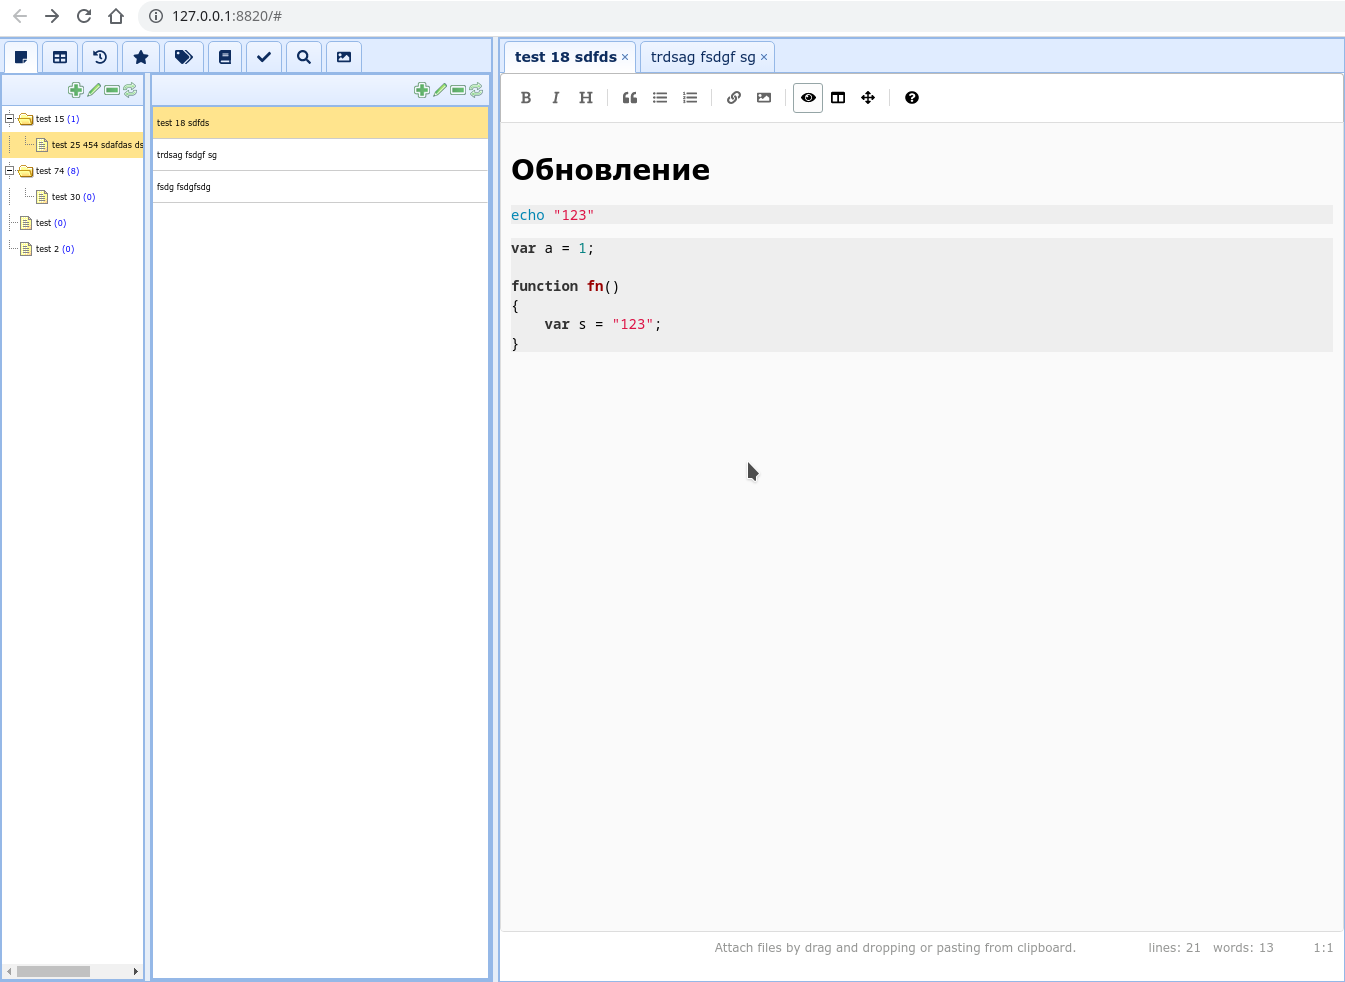 127.0.0.1:8820/#
test 15 (1)
test 25 454 sdafdas ds
test 74 (8)
test 30 (0)
test (0)
test 2 (0)
test 18 sdfds
trdsag fsdgf sg
fsdg fsdgfsdg
test 18 sdfds × trdsag fsdgf sg ×
B I H
Обновление
echo "123"
var a = 1;
function fn()
{
var s = "123";
}
Attach files by drag and dropping or pasting from clipboard. lines: 21 words: 13 1:1